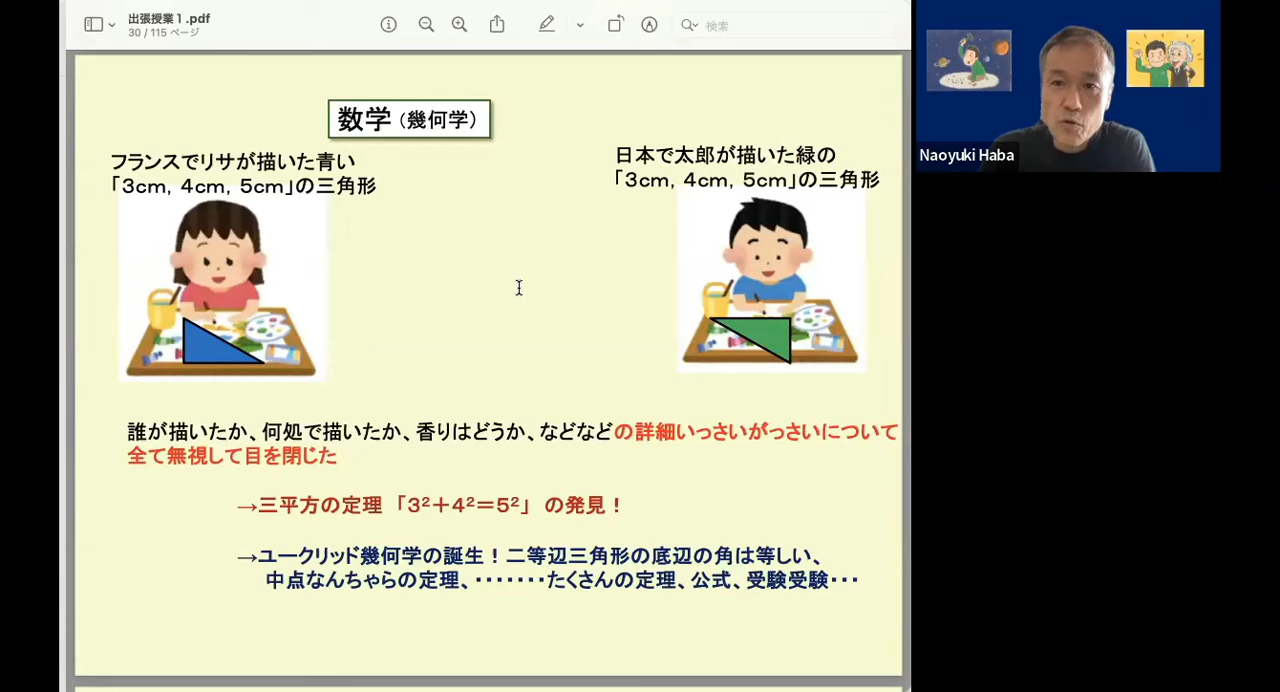 出張授業１.pdf
30 / 115 ページ
検索
数学（幾何学）
フランスでリサが描いた青い
「3cm, 4cm, 5cm」の三角形
日本で太郎が描いた緑の
「3cm, 4cm, 5cm」の三角形
誰が描いたか、何処で描いたか、香りはどうか、などなどの詳細いっさいがっさいについて
全て無視して目を閉じた
→三平方の定理 「3²＋4²＝5²」 の発見！
→ユークリッド幾何学の誕生！二等辺三角形の底辺の角は等しい、
中点なんちゃらの定理、・・・・・・・たくさんの定理、公式、受験受験・・・
Naoyuki Haba